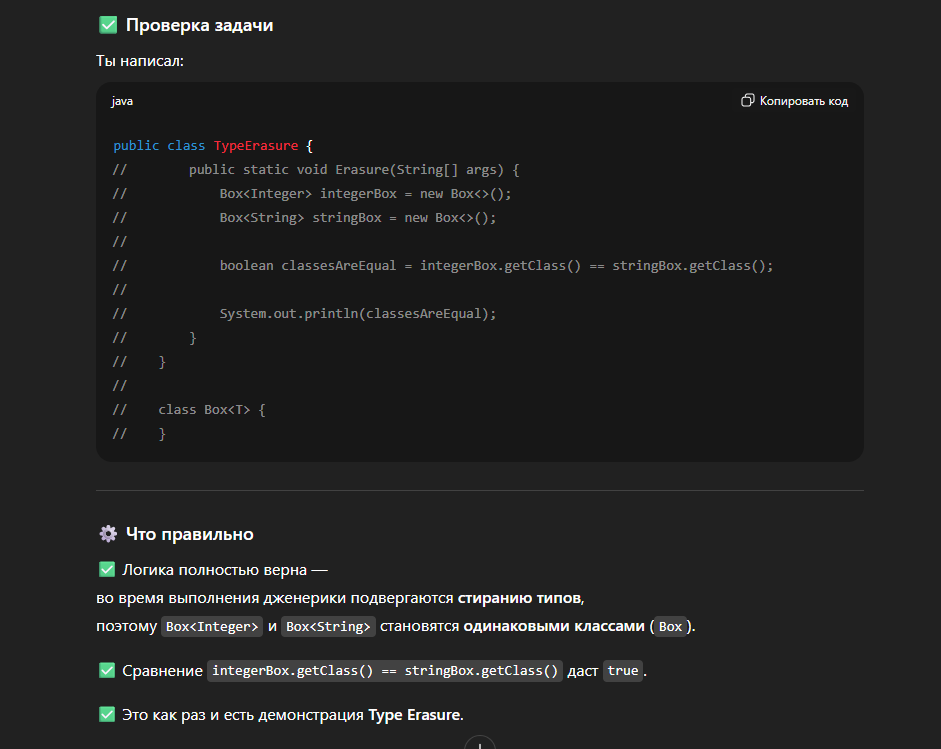 ✅ Проверка задачи
Ты написал:
java
Копировать код
public class TypeErasure {
//        public static void Erasure(String[] args) {
//            Box<Integer> integerBox = new Box<>();
//            Box<String> stringBox = new Box<>();
//
//            boolean classesAreEqual = integerBox.getClass() == stringBox.getClass();
//
//            System.out.println(classesAreEqual);
//        }
//    }
//
//    class Box<T> {
//    }
⚙️ Что правильно
✅ Логика полностью верна —
во время выполнения дженерики подвергаются стиранию типов,
поэтому Box<Integer> и Box<String> становятся одинаковыми классами ( Box ).
✅ Сравнение integerBox.getClass() == stringBox.getClass() даст true.
✅ Это как раз и есть демонстрация Type Erasure.